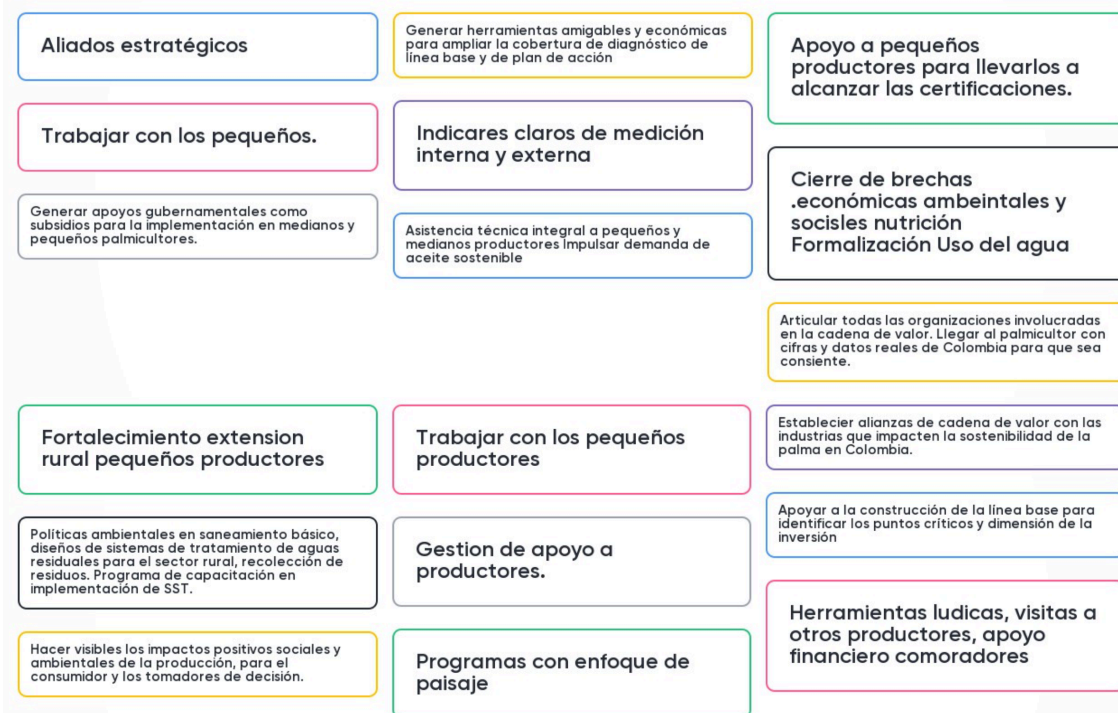 Aliados estratégicos
Trabajar con los pequeños.
Generar apoyos gubernamentales como
subsidios para la implementación en medianos y
pequeños palmicultores.
Generar herramientas amigables y económicas
para ampliar la cobertura de diagnóstico de
línea base y de plan de acción
Indicares claros de medición
interna y externa
Asistencia técnica integral a pequeños y
medianos productores Impulsar demanda de
aceite sostenible
Apoyo a pequeños
productores para llevarlos a
alcanzar las certificaciones.
Cierre de brechas
.económicas ambeintales y
socisles nutrición
Formalización Uso del agua
Articular todas las organizaciones involucradas
en la cadena de valor. Llegar al palmicultor con
cifras y datos reales de Colombia para que sea
consiente.
Fortalecimiento extension
rural pequeños productores
Políticas ambientales en saneamiento básico,
diseños de sistemas de tratamiento de aguas
residuales para el sector rural, recolección de
residuos. Programa de capacitación en
implementación de SST.
Hacer visibles los impactos positivos sociales y
ambientales de la producción, para el
consumidor y los tomadores de decisión.
Trabajar con los pequeños
productores
Gestion de apoyo a
productores.
Programas con enfoque de
paisaje
Establecier alianzas de cadena de valor con las
industrias que impacten la sostenibilidad de la
palma en Colombia.
Apoyar a la construcción de la línea base para
identificar los puntos críticos y dimensión de la
inversión
Herramientas ludicas, visitas a
otros productores, apoyo
financiero comoradores